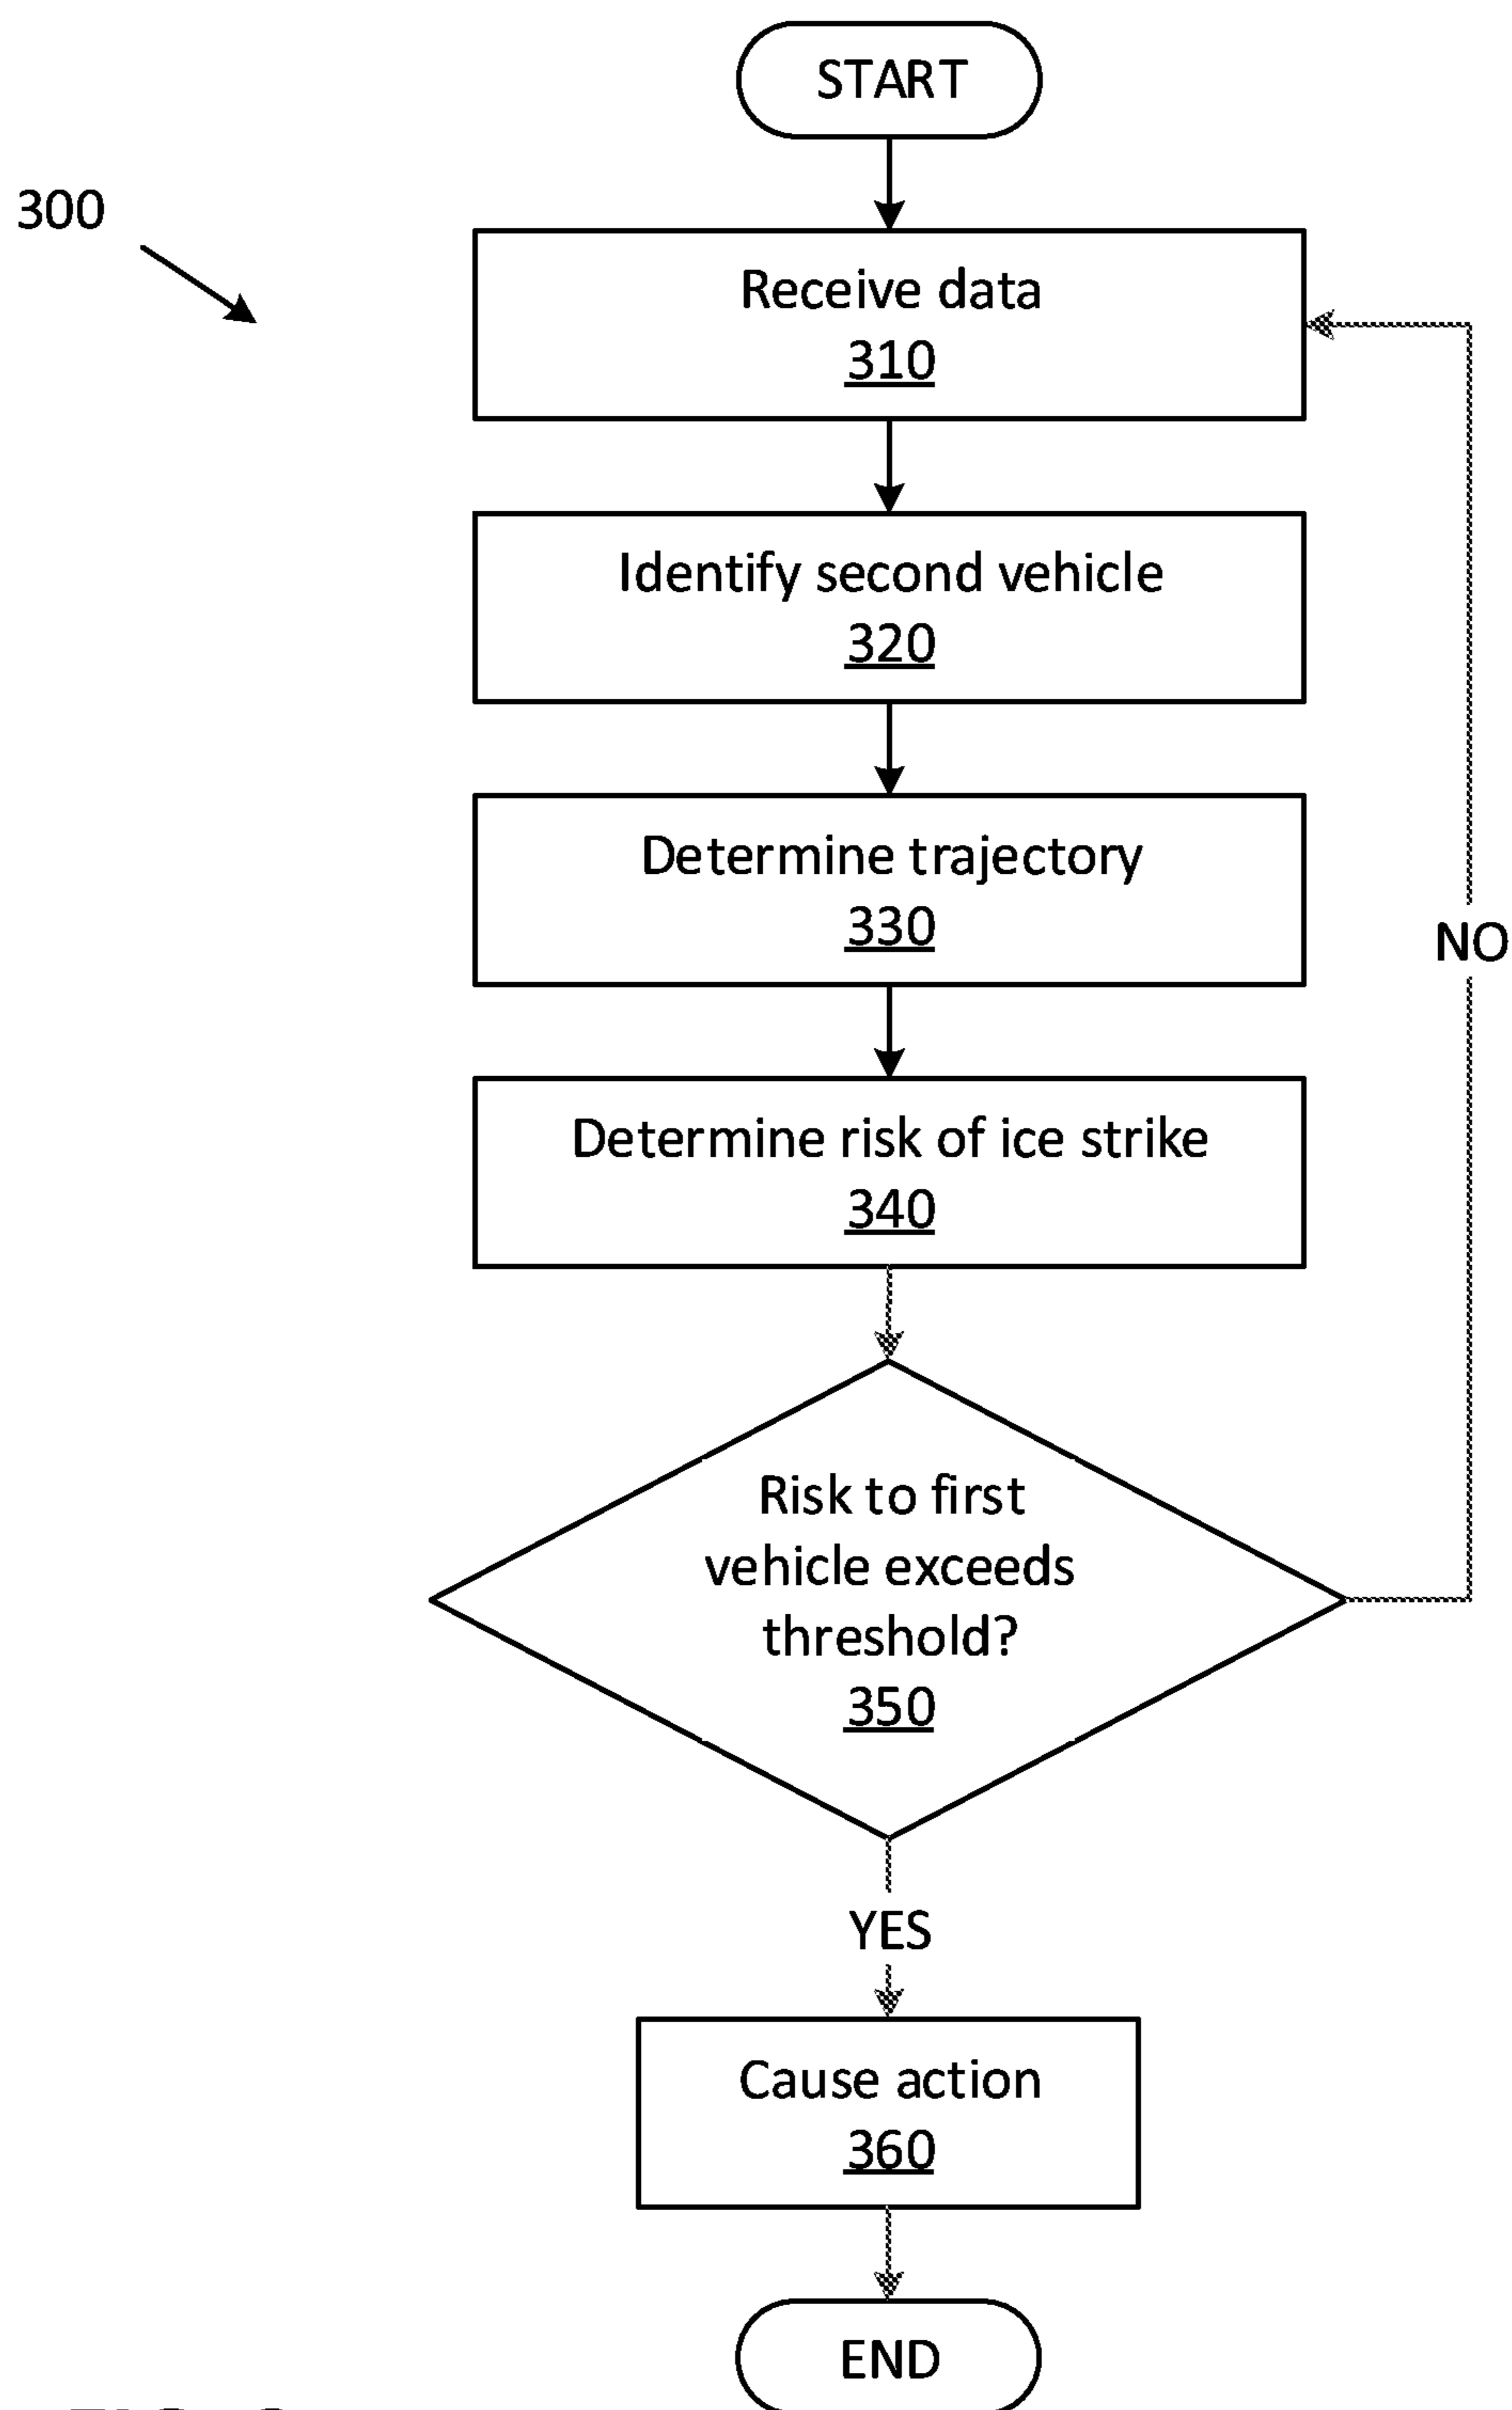 START
300
Receive data
310
Identify second vehicle
320
Determine trajectory
330
NO
Determine risk of ice strike
340
Risk to first
vehicle exceeds
threshold?
350
YES
Cause action
360
END